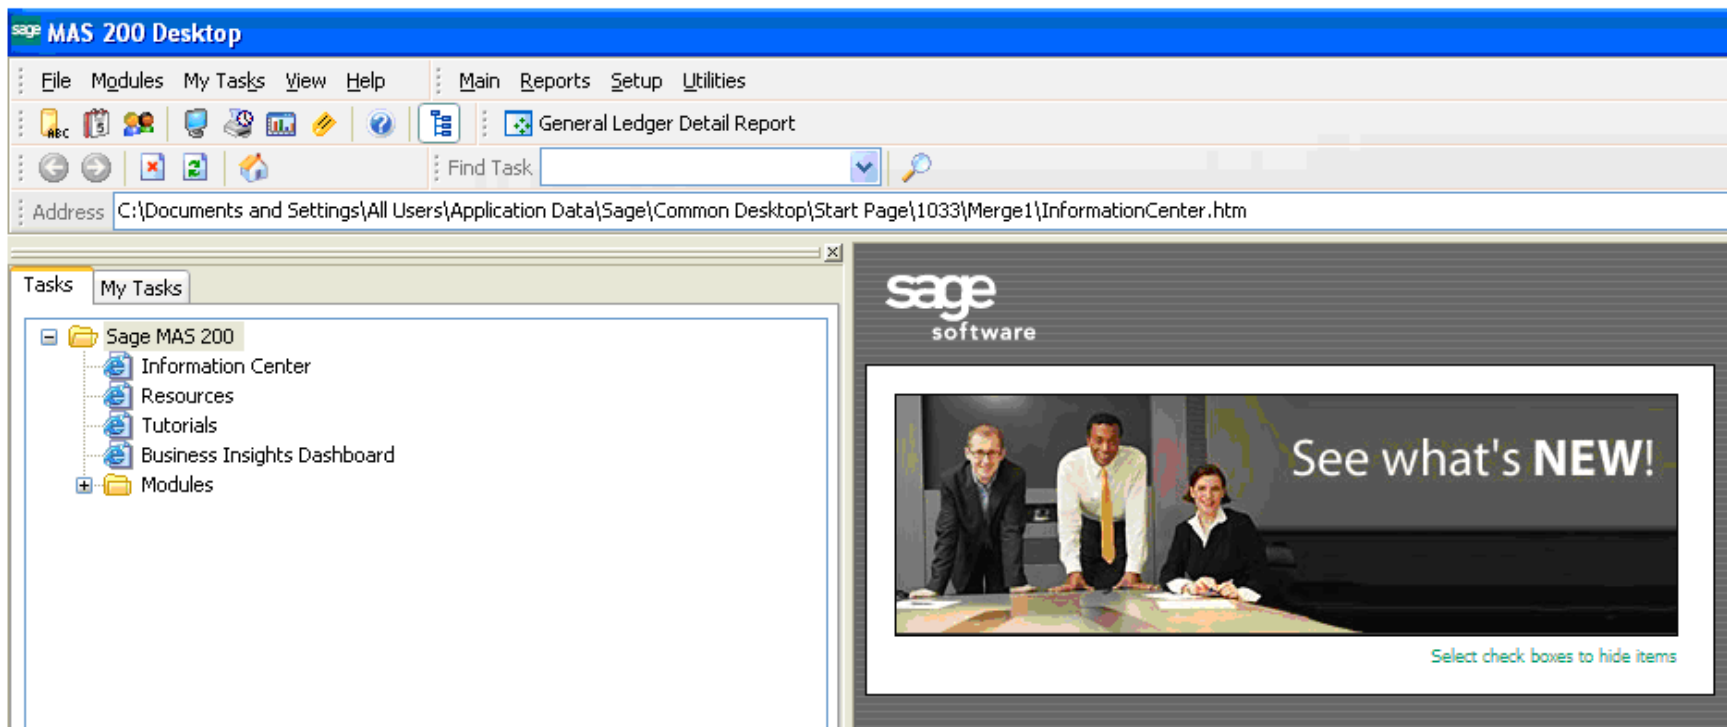 sage MAS 200 Desktop
File Modules My Tasks View Help Main Reports Setup Utilities
ABC 5 General Ledger Detail Report
Find Task
Address C:\Documents and Settings\All Users\Application Data\Sage\Common Desktop\Start Page\1033\Merge1\InformationCenter.htm
Tasks My Tasks
Sage MAS 200
Information Center
Resources
Tutorials
Business Insights Dashboard
Modules
sage
software
See what's NEW!
Select check boxes to hide items